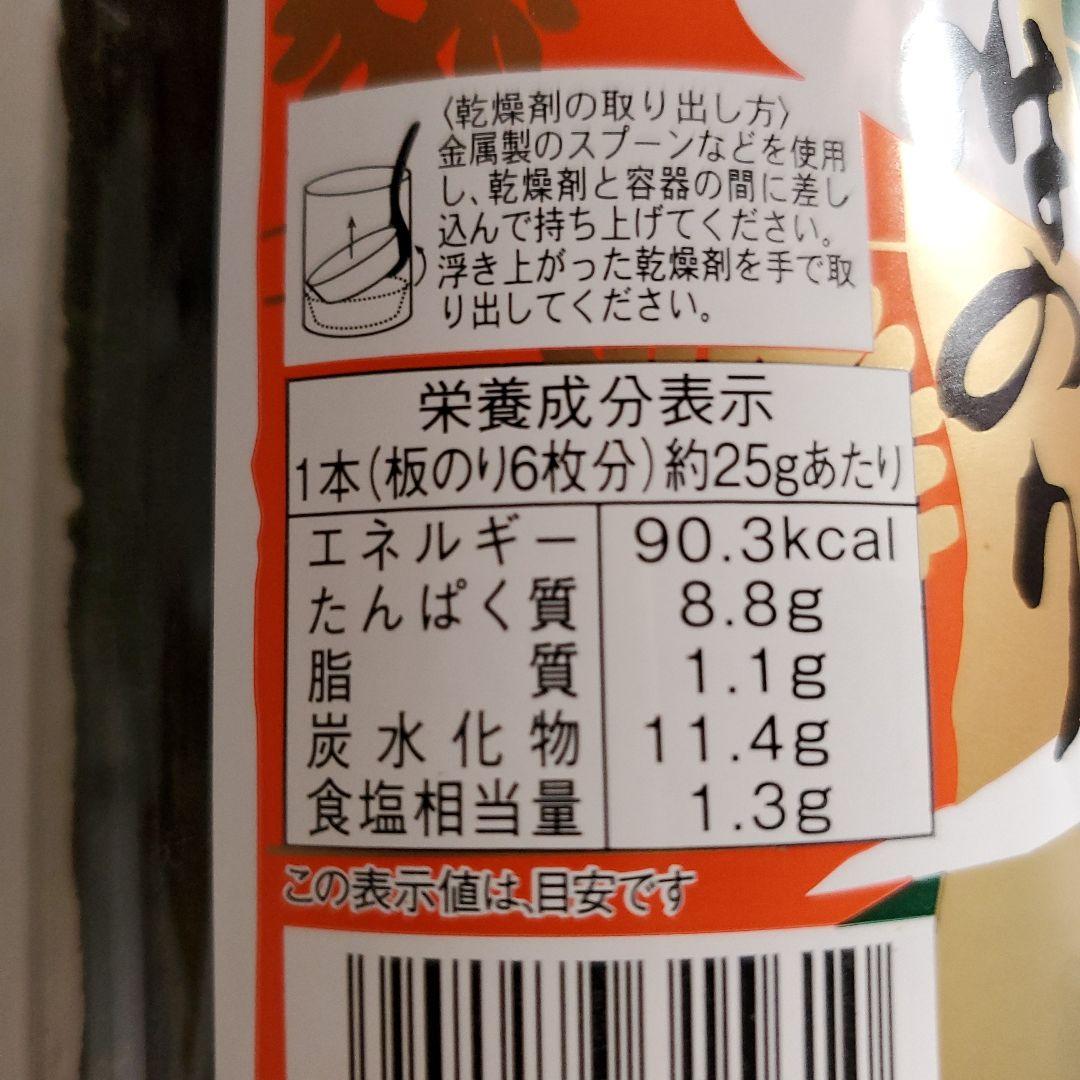 〈乾燥剤の取り出し方〉
金属製のスプーンなどを使用
し、乾燥剤と容器の間に差し
込んで持ち上げてください。
浮き上がった乾燥剤を手で取
り出してください。
栄養成分表示
1本(板のり6枚分)約25gあたり
エネルギー 90.3kcal
たんぱく質 8.8g
脂質 1.1g
炭水化物 11.4g
食塩相当量 1.3g
この表示値は、目安です
のり